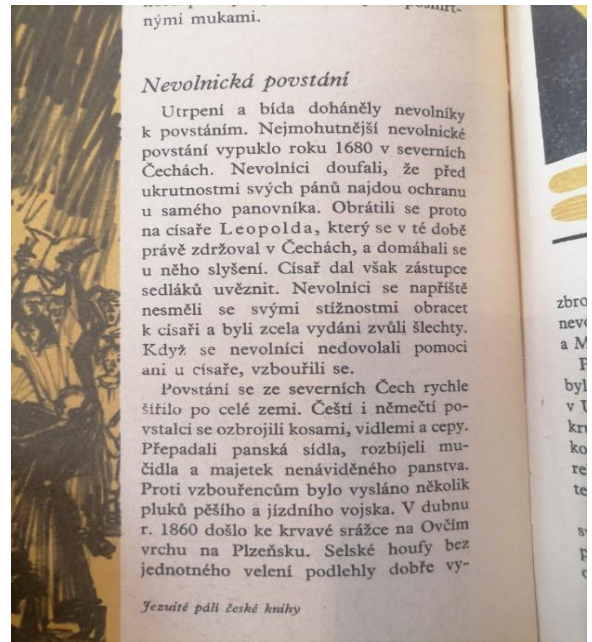 nými mukami.
Nevolnická povstání
Utrpení a bída doháněly nevolníky
k povstáním. Nejmohutnější nevolnické
povstání vypuklo roku 1680 v severních
Čechách. Nevolníci doufali, že před
ukrutnostmi svých pánů najdou ochranu
u samého panovníka. Obrátili se proto
na císaře Leopolda, který se v té době
právě zdržoval v Čechách, a domáhali se
u něho slyšení. Císař dal však zástupce
sedláků uvěznit. Nevolníci se napříště
nesměli se svými stížnostmi obracet
k císaři a byli zcela vydáni zvůli šlechty.
Když se nevolníci nedovolali pomoci
ani u císaře, vzbouřili se.
Povstání se ze severních Čech rychle
šířilo po celé zemi. Čeští i němečtí po-
vstalci se ozbrojili kosami, vidlemi a cepy.
Přepadali panská sídla, rozbíjeli mu-
čidla a majetek nenáviděného panstva.
Proti vzbouřencům bylo vysláno několik
pluků pěšího a jízdního vojska. V dubnu
r. 1860 došlo ke krvavé srážce na Ovčím
vrchu na Plzeňsku. Selské houfy bez
jednotného velení podlehly dobře vy-
Jezuité pálí české knihy
zbro
nevo
a M
P
byl
v U
kru
ko
rel
te